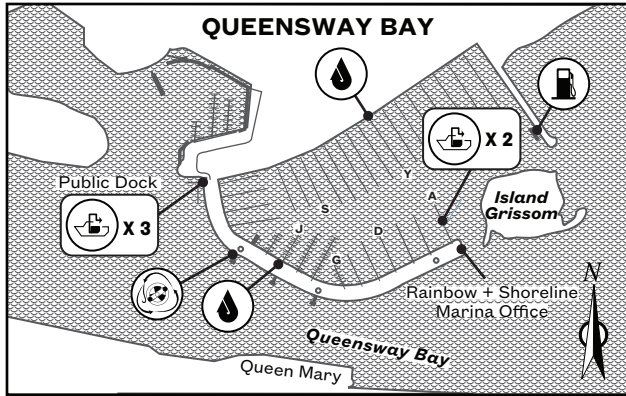 QUEENSWAY BAY
X 2
Y
Public Dock
A
Island
Grissom
S
X 3
J
D
G
Rainbow + Shoreline
Marina Office
N
Queensway Bay
Queen Mary